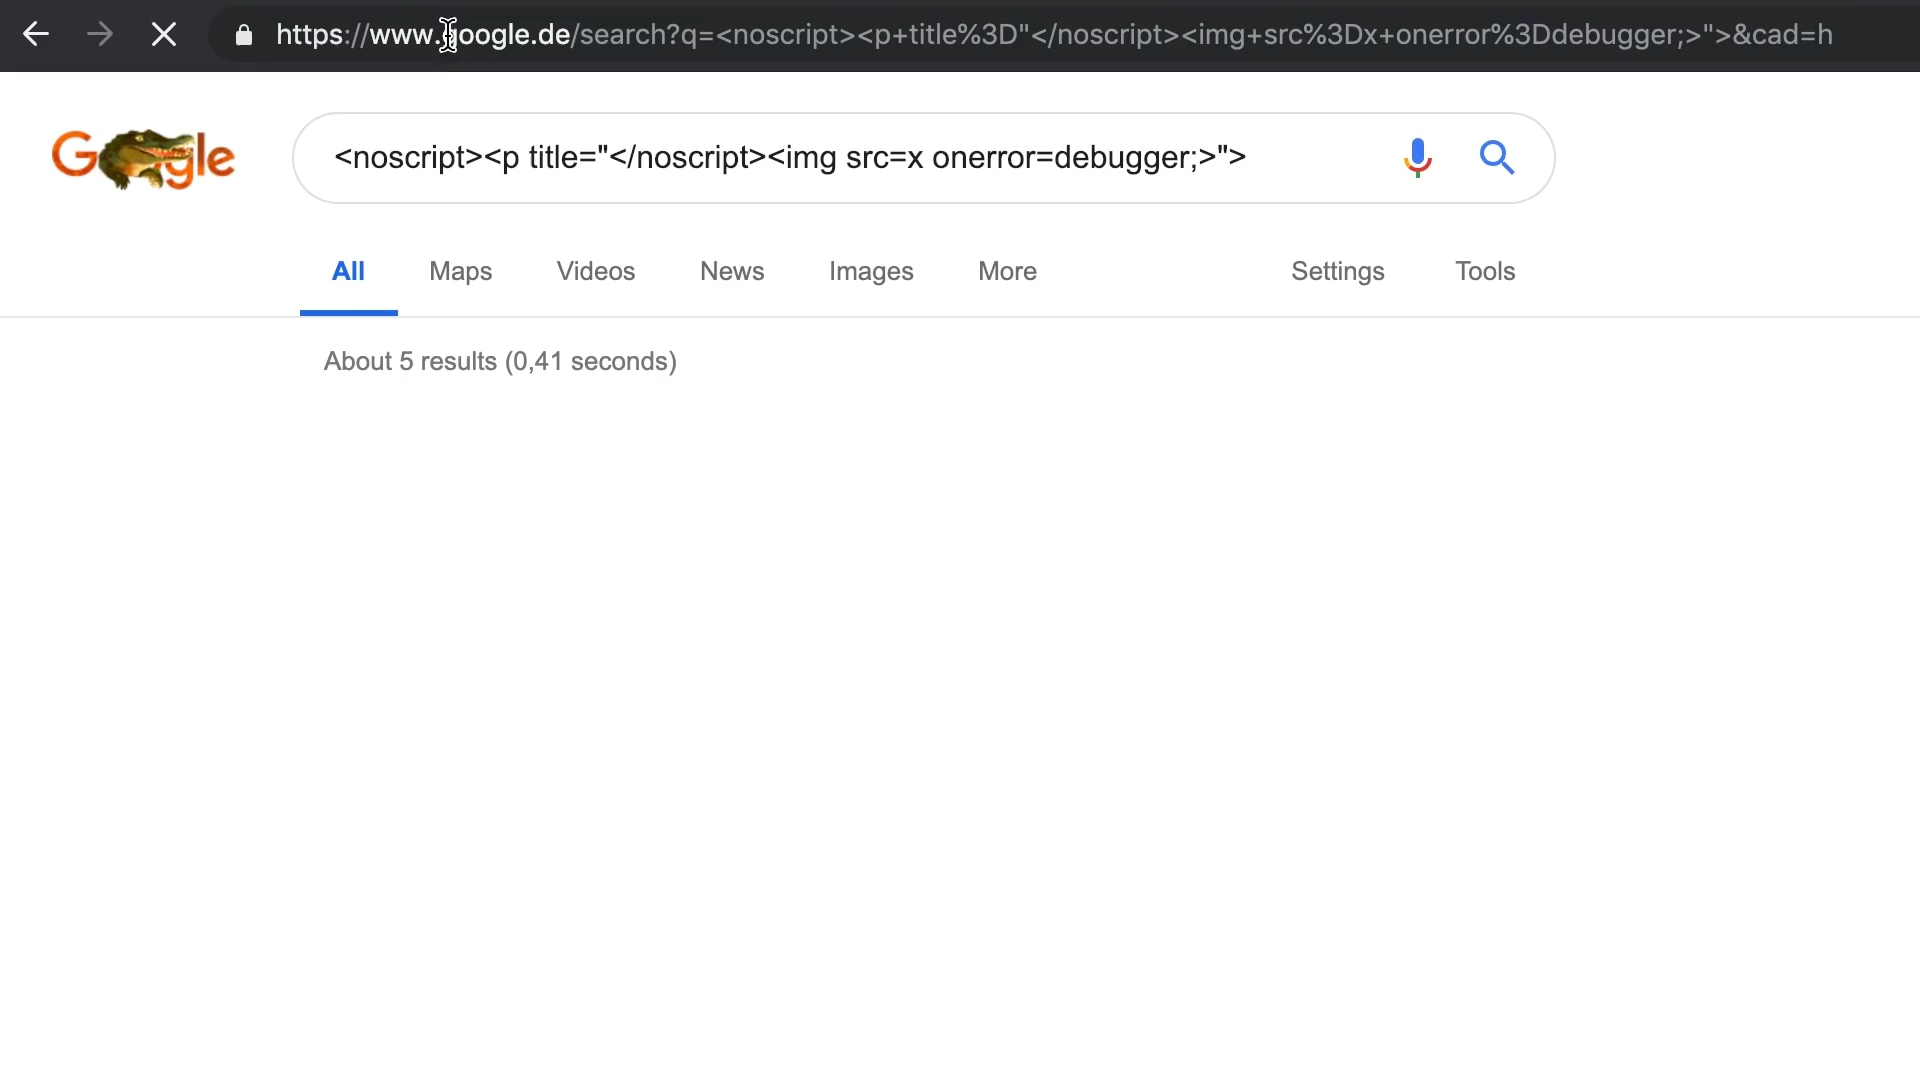 https://www.google.de/search?q=<noscript><p+title%3D"</noscript><img+src%3Dx+onerror%3Ddebugger;>">&cad=h
Google
<noscript><p title="</noscript><img src=x onerror=debugger;>">
All Maps Videos News Images More Settings Tools
About 5 results (0,41 seconds)